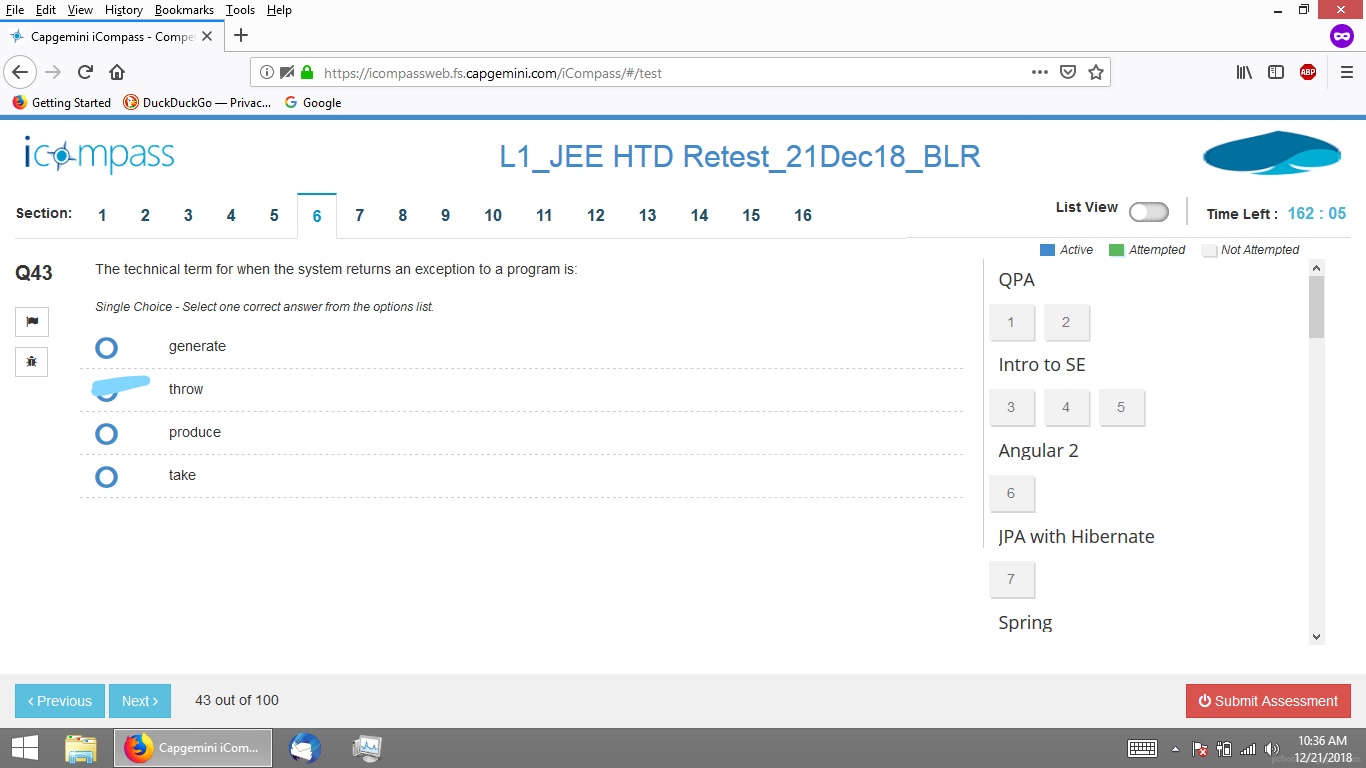 File Edit View History Bookmarks Tools Help
Capgemini iCompass - Compe
https://icompassweb.fs.capgemini.com/iCompass/#/test
ABP
Getting Started DuckDuckGo — Privac... Google
icompass
L1_JEE HTD Retest_21Dec18_BLR
Section: 1 2 3 4 5 6 7 8 9 10 11 12 13 14 15 16
List View
Time Left : 162 : 05
Active Attempted Not Attempted
Q43
The technical term for when the system returns an exception to a program is:
Single Choice - Select one correct answer from the options list.
generate
throw
produce
take
QPA
1 2
Intro to SE
3 4 5
Angular 2
6
JPA with Hibernate
7
Spring
Previous Next 43 out of 100
Submit Assessment
Capgemini iCom...
10:36 AM
12/21/2018